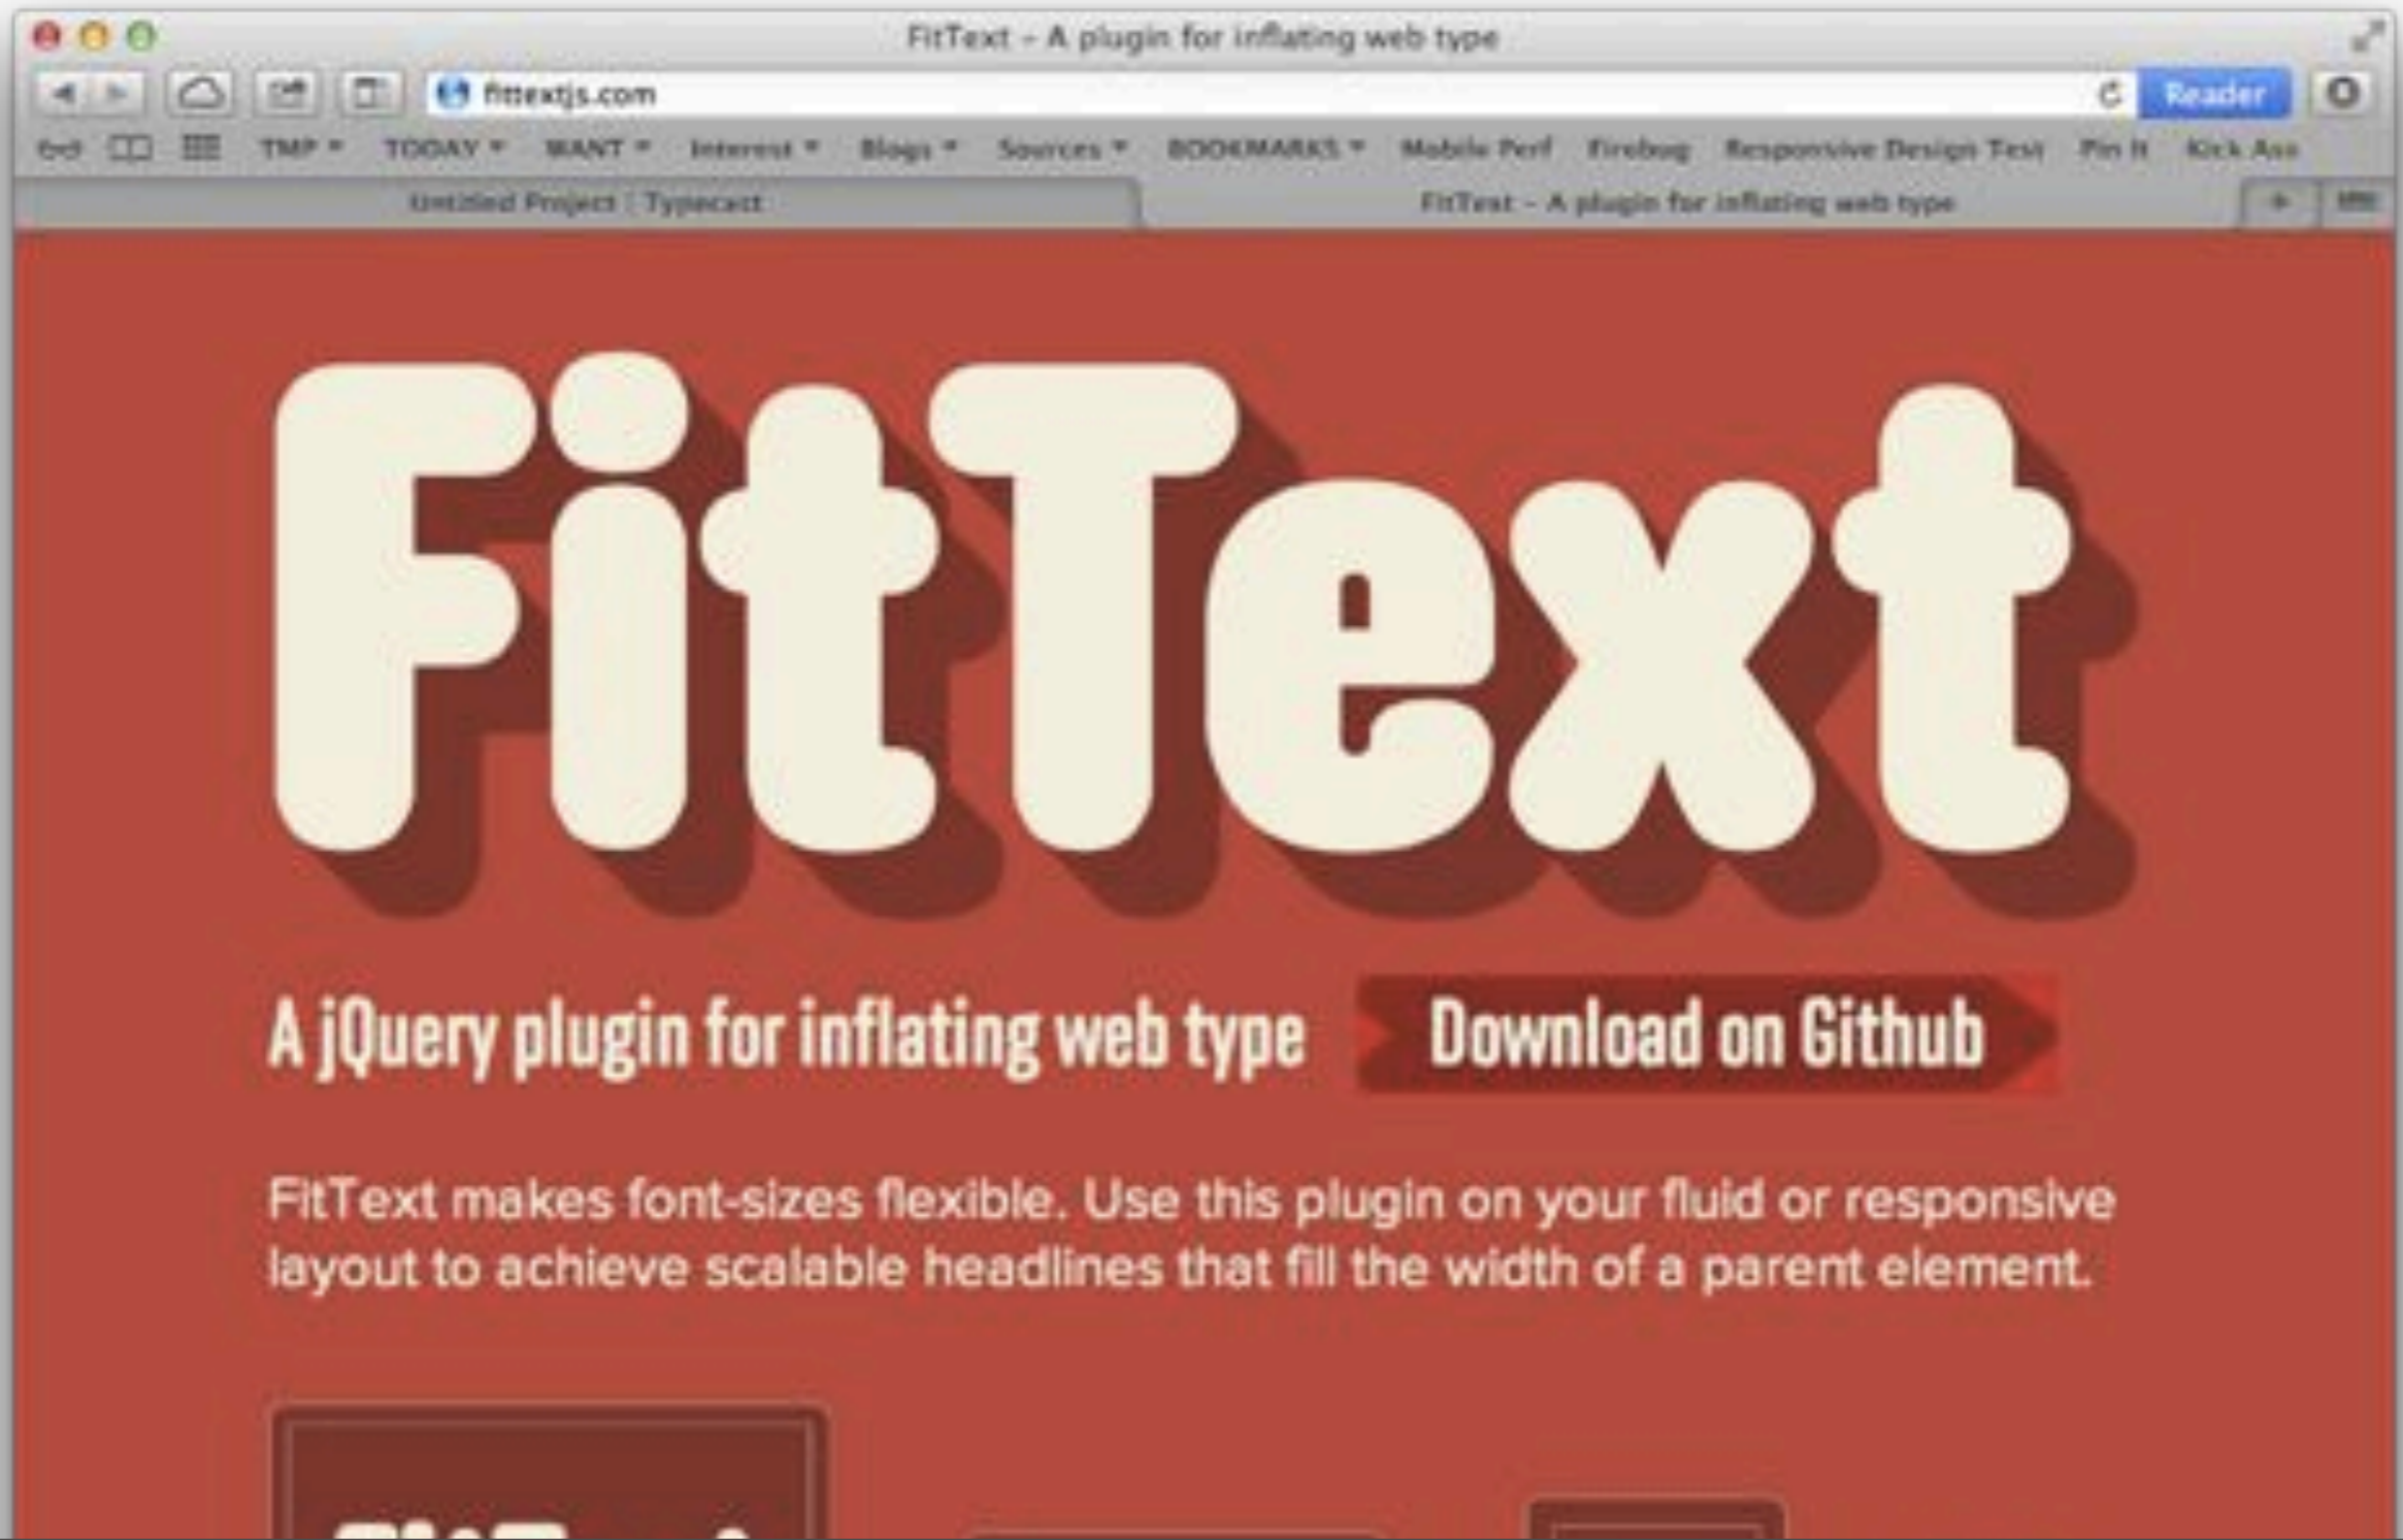 FitText - A plugin for inflating web type
fittextjs.com
Reader
TMP TODAY WANT Interest Blogs Sources BOOKMARKS Mobile Perf Firebug Responsive Design Test Pin It Kick Ass
Untitled Project | Typecast
FitText - A plugin for inflating web type
FitText
A jQuery plugin for inflating web type
Download on Github
FitText makes font-sizes flexible. Use this plugin on your fluid or responsive
layout to achieve scalable headlines that fill the width of a parent element.